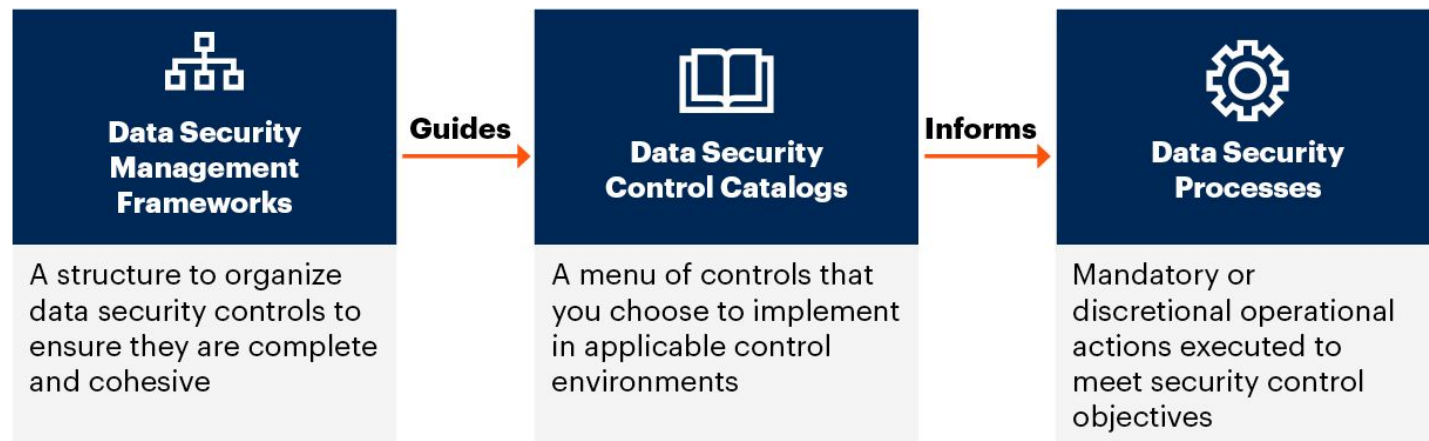 Data Security
Management
Frameworks
Guides
Data Security
Control Catalogs
Informs
Data Security
Processes
A structure to organize
data security controls to
ensure they are complete
and cohesive
A menu of controls that
you choose to implement
in applicable control
environments
Mandatory or
discretional operational
actions executed to
meet security control
objectives